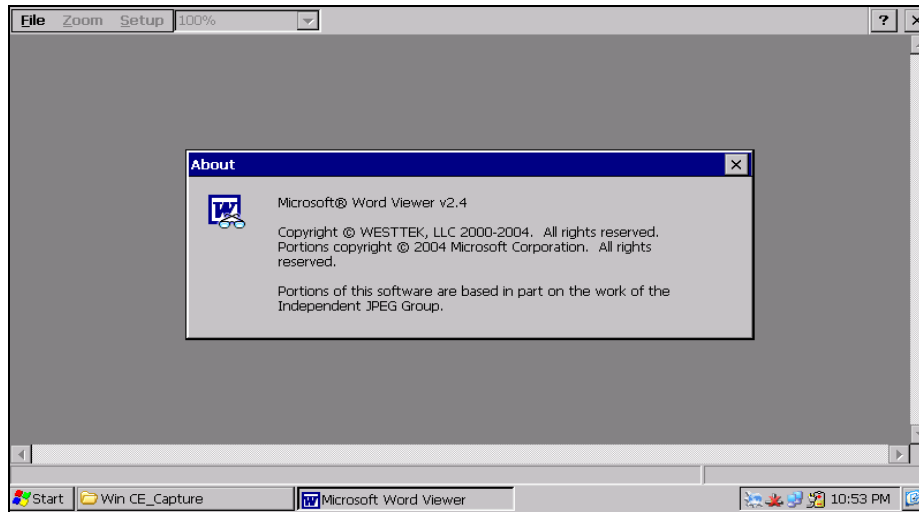 File Zoom Setup 100% ?
About
Microsoft® Word Viewer v2.4
Copyright © WESTTEK, LLC 2000-2004. All rights reserved.
Portions copyright © 2004 Microsoft Corporation. All rights
reserved.
Portions of this software are based in part on the work of the
Independent JPEG Group.
Start Win CE_Capture Microsoft Word Viewer 10:53 PM